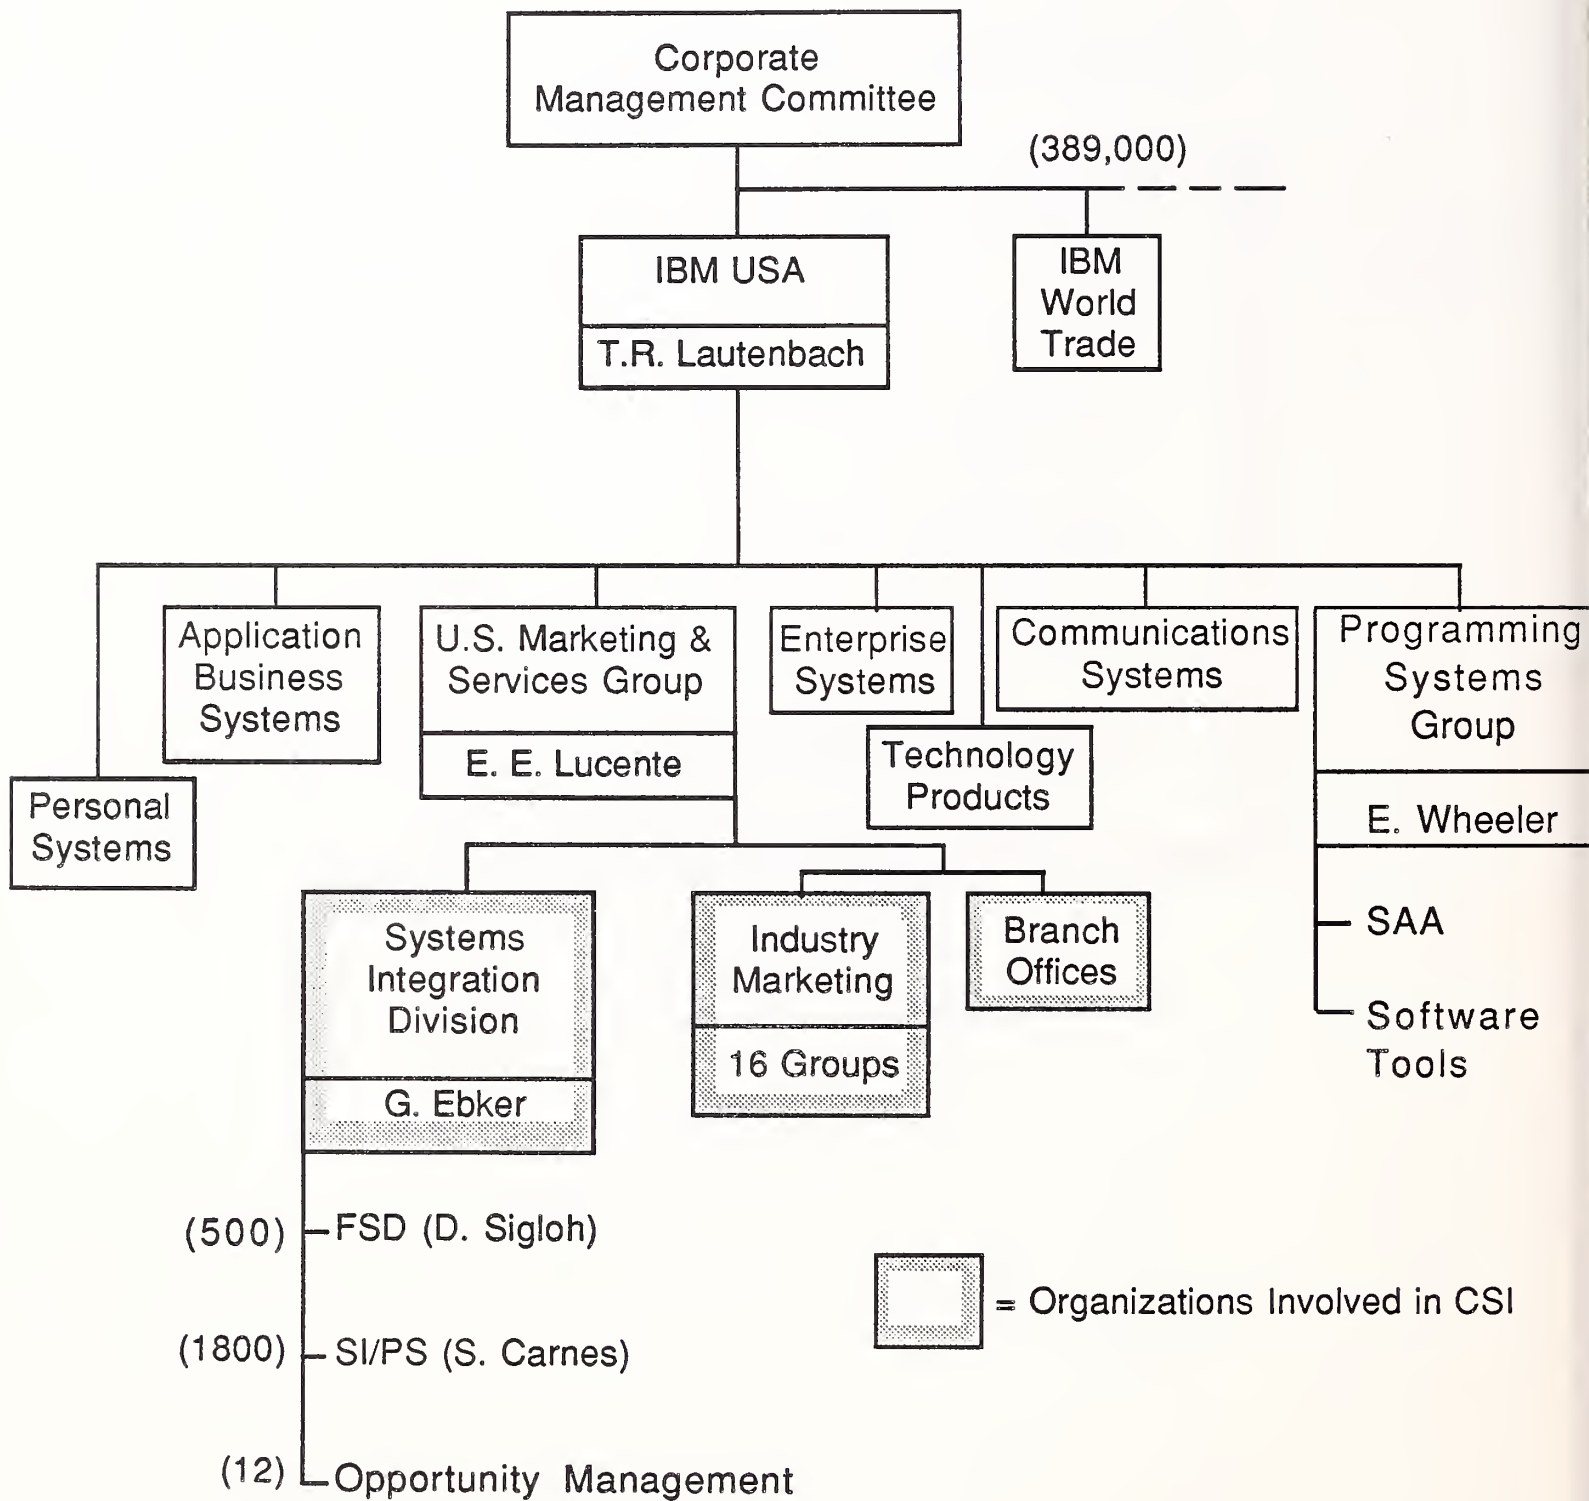 Corporate
Management Committee
(389,000)
IBM USA
T.R. Lautenbach
IBM
World
Trade
Personal
Systems
Application
Business
Systems
U.S. Marketing &
Services Group
E. E. Lucente
Enterprise
Systems
Technology
Products
Communications
Systems
Programming
Systems
Group
E. Wheeler
SAA
Software
Tools
Systems
Integration
Division
G. Ebker
Industry
Marketing
16 Groups
Branch
Offices
(500) FSD (D. Sigloh)
(1800) SI/PS (S. Carnes)
(12) Opportunity Management
= Organizations Involved in CSI